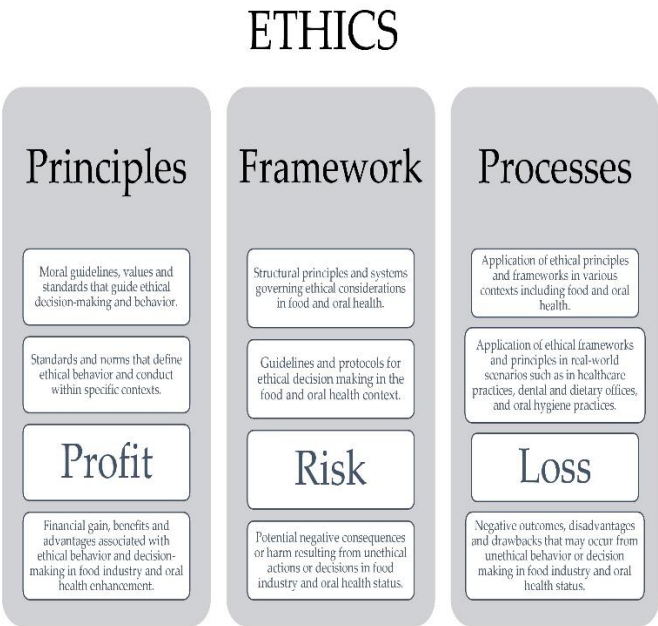 ETHICS
Principles
Moral guidelines, values and
standards that guide ethical
decision-making and behavior.
Standards and norms that define
ethical behavior and conduct
within specific contexts.
Profit
Financial gain, benefits and
advantages associated with
ethical behavior and decision-
making in food industry and oral
health enhancement.
Framework
Structural principles and systems
governing ethical considerations
in food and oral health.
Guidelines and protocols for
ethical decision making in the
food and oral health context.
Risk
Potential negative consequences
or harm resulting from unethical
actions or decisions in food
industry and oral health status.
Processes
Application of ethical principles
and frameworks in various
contexts including food and oral
health.
Application of ethical frameworks
and principles in real-world
scenarios such as in healthcare
practices, dental and dietary offices,
and oral hygiene practices.
Loss
Negative outcomes, disadvantages
and drawbacks that may occur from
unethical behavior or decision
making in food industry and oral
health status.